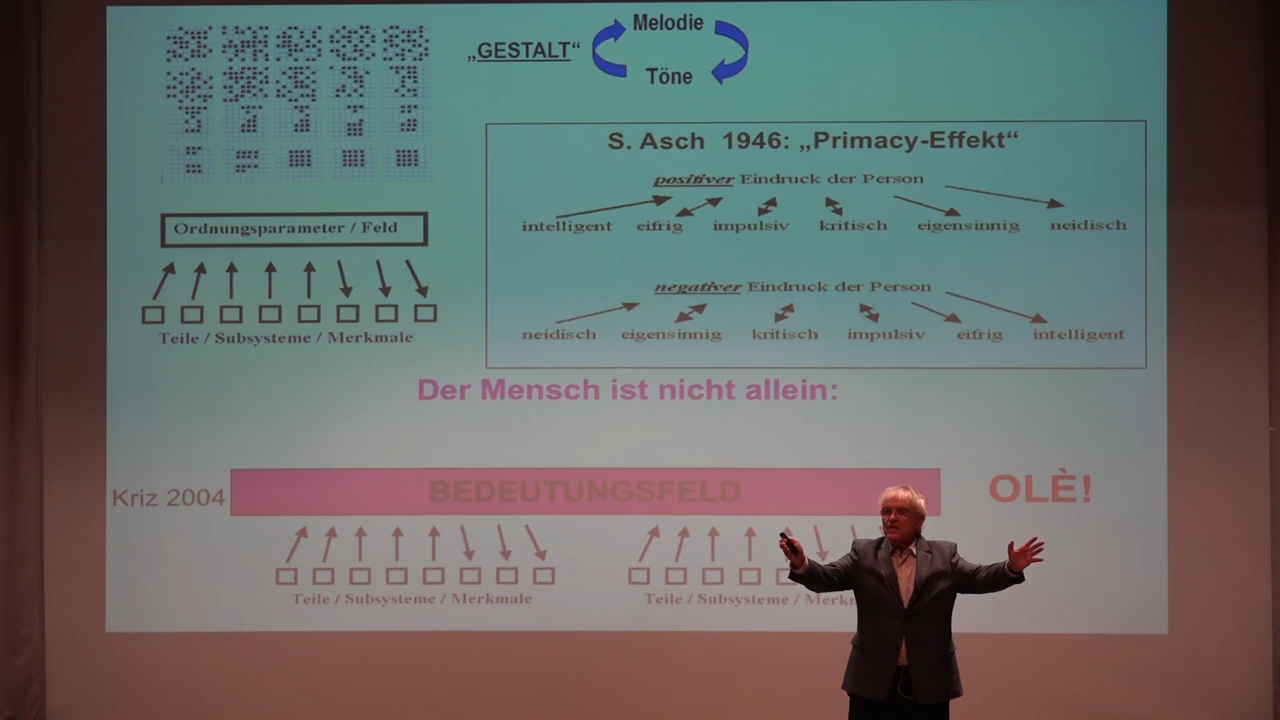 Melodie
„GESTALT“
Töne
S. Asch 1946: „Primacy-Effekt“
positiver Eindruck der Person
intelligent eifrig impulsiv kritisch eigensinnig neidisch
Ordnungsparameter / Feld
negativer Eindruck der Person
neidisch eigensinnig kritisch impulsiv eifrig intelligent
Teile / Subsysteme / Merkmale
Der Mensch ist nicht allein:
Kriz 2004
BEDEUTUNGSFELD
OLÈ!
Teile / Subsysteme / Merkmale
Teile / Subsysteme /